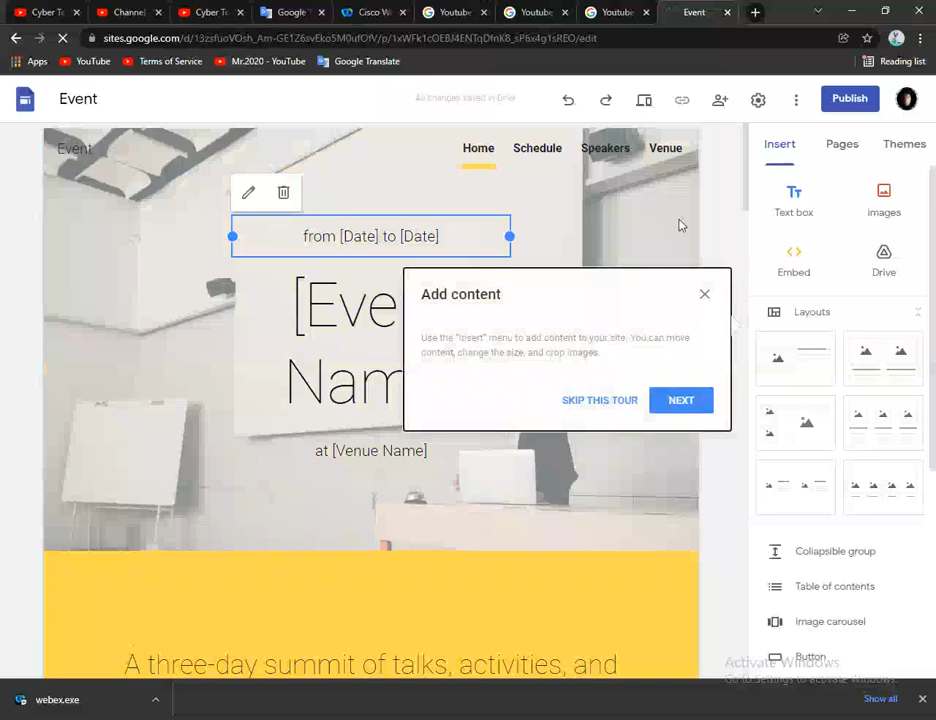 Cyber Te
Channel
Cyber Te
Google T
Cisco We
Youtube
Youtube
Youtube
Event
sites.google.com/d/13zsfuoVOsh_Am-GE1Z6svEko5M0ufOfV/p/1xWFk1cOEBJ4ENTqDfnK8_sP6x4g1sREO/edit
Apps
YouTube
Terms of Service
Mr.2020 - YouTube
Google Translate
Reading list
Event
All changes saved in Drive
Publish
Event
Home
Schedule
Speakers
Venue
Insert
Pages
Themes
from [Date] to [Date]
[Eve
Nam
at [Venue Name]
Add content
Use the "Insert" menu to add content to your site. You can move
content, change the size, and crop images.
SKIP THIS TOUR
NEXT
Text box
Images
Embed
Drive
Layouts
Collapsible group
Table of contents
Image carousel
Button
A three-day summit of talks, activities, and
Activate Windows
Go to Settings to activate Windows.
webex.exe
Show all